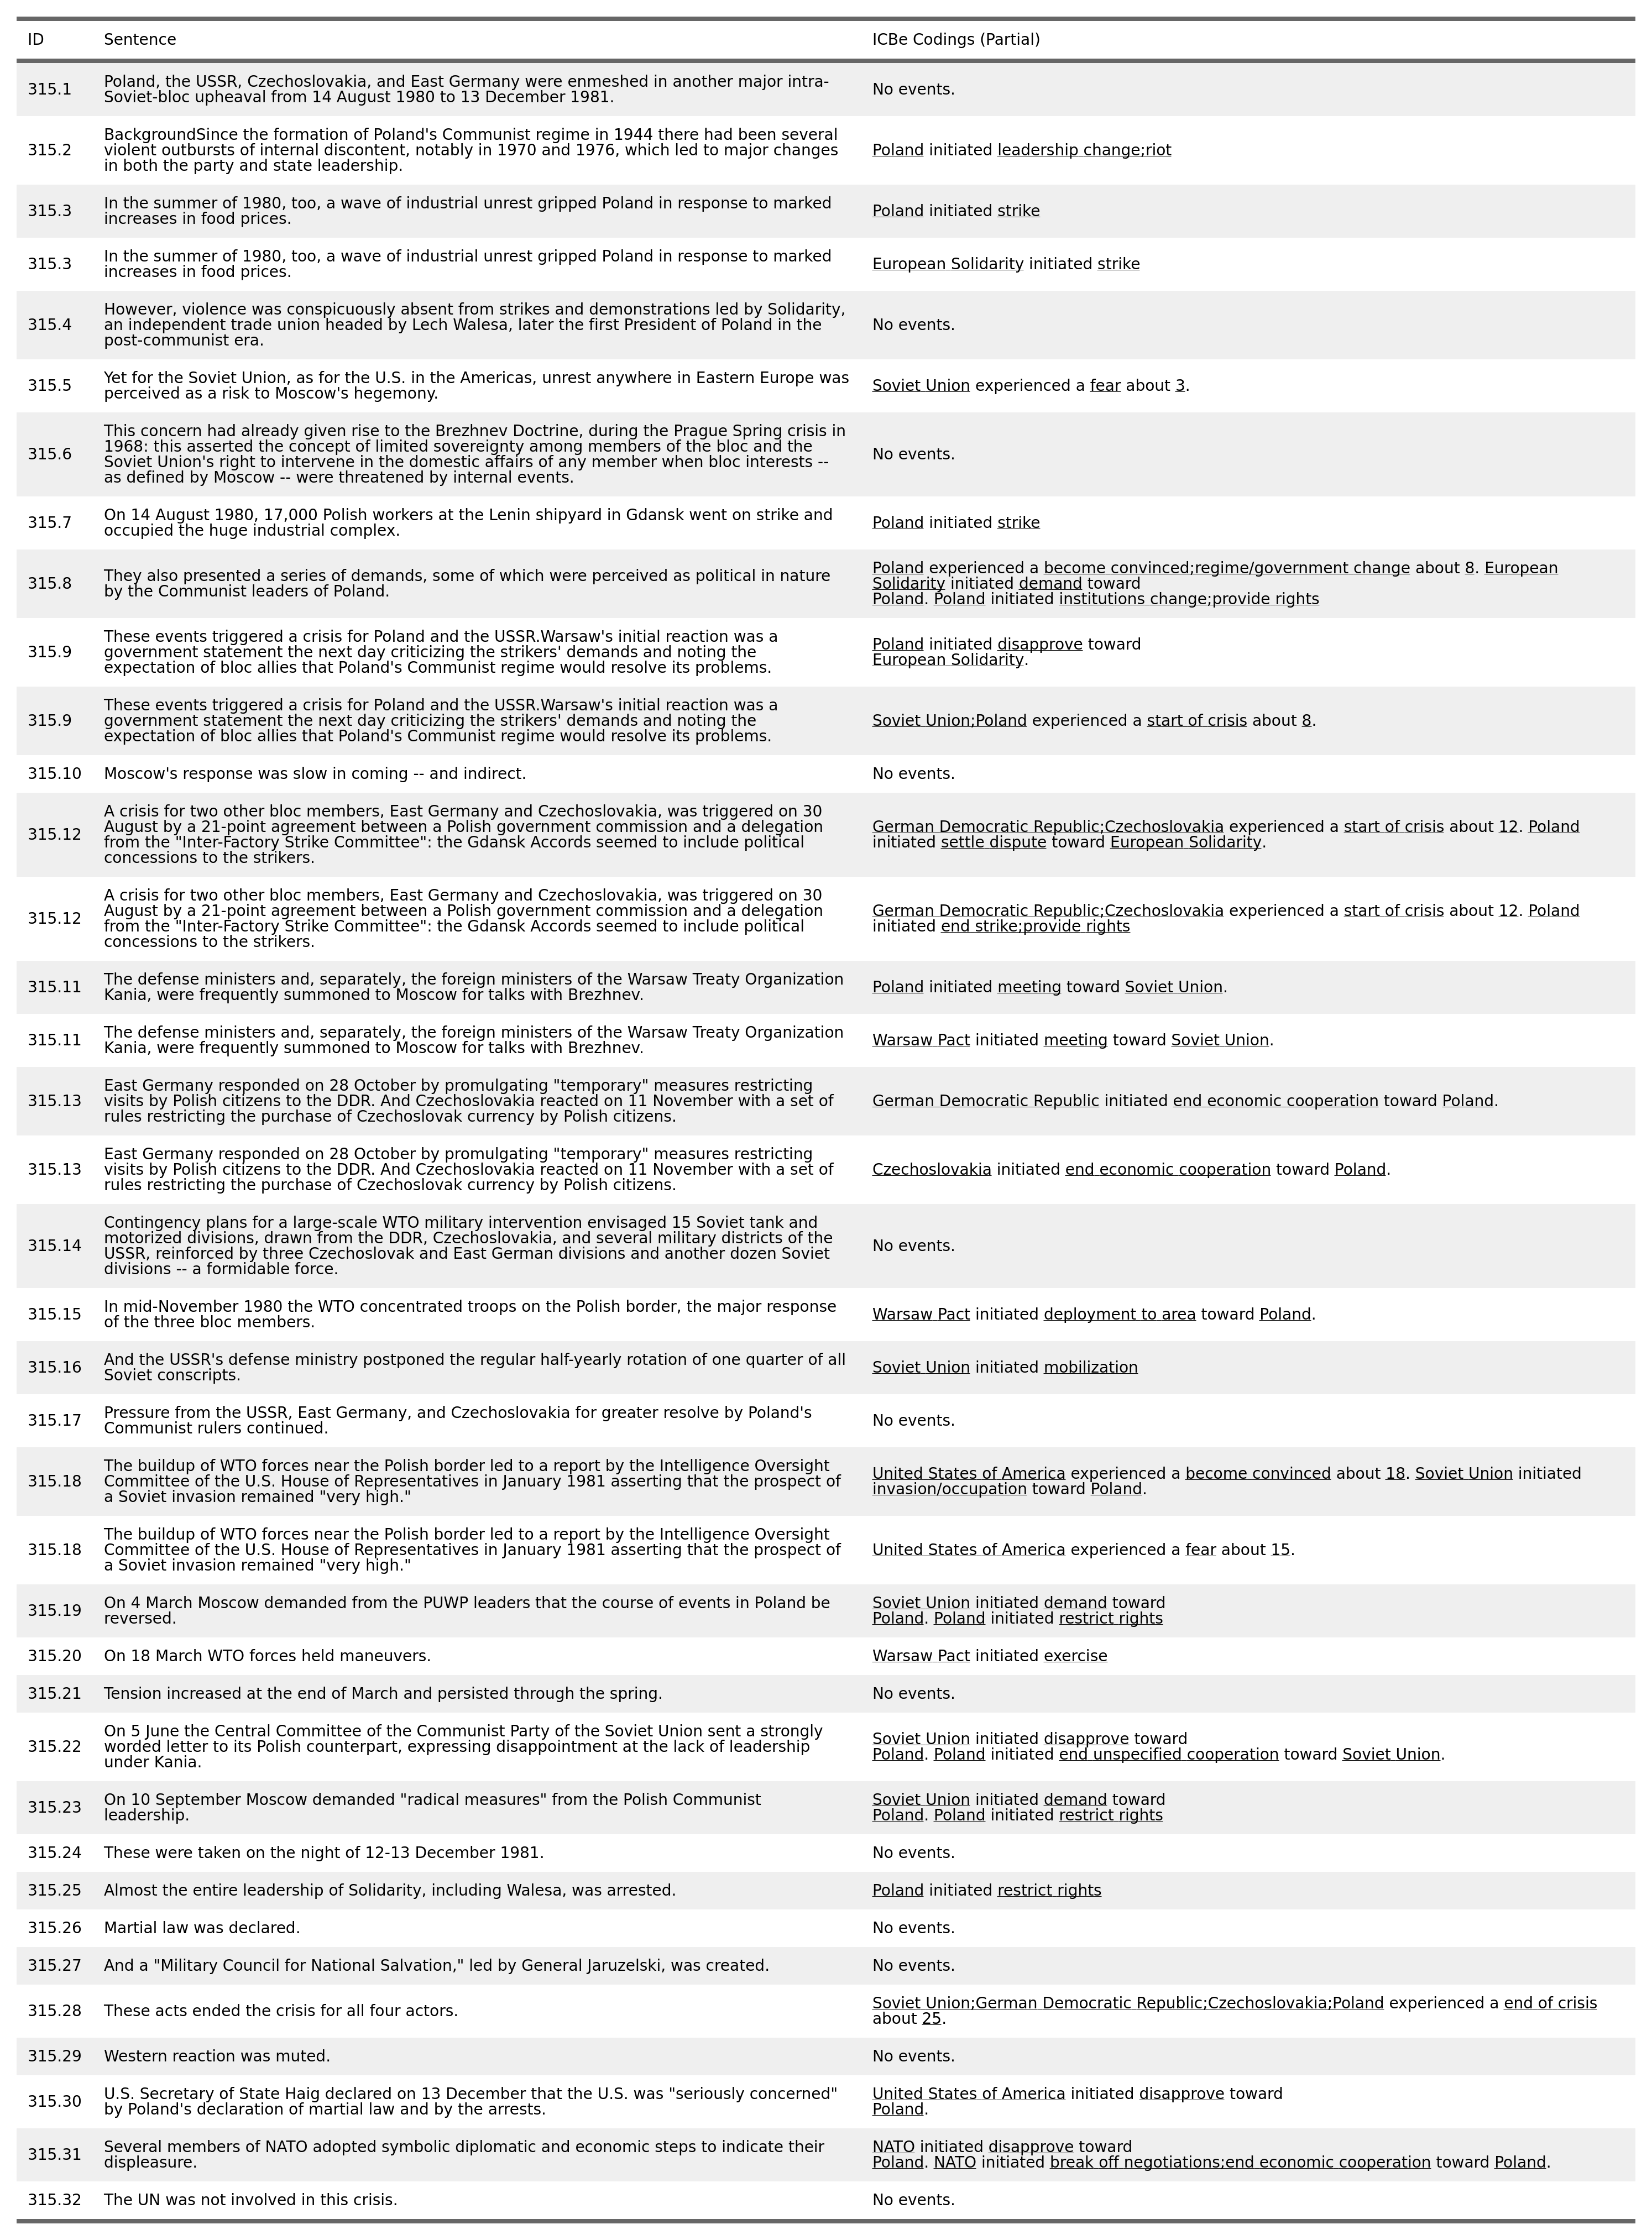 ID Sentence ICBe Codings (Partial)
315.1 Poland, the USSR, Czechoslovakia, and East Germany were enmeshed in another major intra-
Soviet-bloc upheaval from 14 August 1980 to 13 December 1981.
No events.
315.2 BackgroundSince the formation of Poland's Communist regime in 1944 there had been several
violent outbursts of internal discontent, notably in 1970 and 1976, which led to major changes
in both the party and state leadership.
Poland initiated leadership change;riot
315.3 In the summer of 1980, too, a wave of industrial unrest gripped Poland in response to marked
increases in food prices.
Poland initiated strike
315.3 In the summer of 1980, too, a wave of industrial unrest gripped Poland in response to marked
increases in food prices.
European Solidarity initiated strike
315.4 However, violence was conspicuously absent from strikes and demonstrations led by Solidarity,
an independent trade union headed by Lech Walesa, later the first President of Poland in the
post-communist era.
No events.
315.5 Yet for the Soviet Union, as for the U.S. in the Americas, unrest anywhere in Eastern Europe was
perceived as a risk to Moscow's hegemony.
Soviet Union experienced a fear about 3.
315.6 This concern had already given rise to the Brezhnev Doctrine, during the Prague Spring crisis in
1968: this asserted the concept of limited sovereignty among members of the bloc and the
Soviet Union's right to intervene in the domestic affairs of any member when bloc interests --
as defined by Moscow -- were threatened by internal events.
No events.
315.7 On 14 August 1980, 17,000 Polish workers at the Lenin shipyard in Gdansk went on strike and
occupied the huge industrial complex.
Poland initiated strike
315.8 They also presented a series of demands, some of which were perceived as political in nature
by the Communist leaders of Poland.
Poland experienced a become convinced;regime/government change about 8. European
Solidarity initiated demand toward
Poland. Poland initiated institutions change;provide rights
315.9 These events triggered a crisis for Poland and the USSR.Warsaw's initial reaction was a
government statement the next day criticizing the strikers' demands and noting the
expectation of bloc allies that Poland's Communist regime would resolve its problems.
Poland initiated disapprove toward
European Solidarity.
315.9 These events triggered a crisis for Poland and the USSR.Warsaw's initial reaction was a
government statement the next day criticizing the strikers' demands and noting the
expectation of bloc allies that Poland's Communist regime would resolve its problems.
Soviet Union;Poland experienced a start of crisis about 8.
315.10 Moscow's response was slow in coming -- and indirect.
No events.
315.12 A crisis for two other bloc members, East Germany and Czechoslovakia, was triggered on 30
August by a 21-point agreement between a Polish government commission and a delegation
from the "Inter-Factory Strike Committee": the Gdansk Accords seemed to include political
concessions to the strikers.
German Democratic Republic;Czechoslovakia experienced a start of crisis about 12. Poland
initiated settle dispute toward European Solidarity.
315.12 A crisis for two other bloc members, East Germany and Czechoslovakia, was triggered on 30
August by a 21-point agreement between a Polish government commission and a delegation
from the "Inter-Factory Strike Committee": the Gdansk Accords seemed to include political
concessions to the strikers.
German Democratic Republic;Czechoslovakia experienced a start of crisis about 12. Poland
initiated end strike;provide rights
315.11 The defense ministers and, separately, the foreign ministers of the Warsaw Treaty Organization
Kania, were frequently summoned to Moscow for talks with Brezhnev.
Poland initiated meeting toward Soviet Union.
315.11 The defense ministers and, separately, the foreign ministers of the Warsaw Treaty Organization
Kania, were frequently summoned to Moscow for talks with Brezhnev.
Warsaw Pact initiated meeting toward Soviet Union.
315.13 East Germany responded on 28 October by promulgating "temporary" measures restricting
visits by Polish citizens to the DDR. And Czechoslovakia reacted on 11 November with a set of
rules restricting the purchase of Czechoslovak currency by Polish citizens.
German Democratic Republic initiated end economic cooperation toward Poland.
315.13 East Germany responded on 28 October by promulgating "temporary" measures restricting
visits by Polish citizens to the DDR. And Czechoslovakia reacted on 11 November with a set of
rules restricting the purchase of Czechoslovak currency by Polish citizens.
Czechoslovakia initiated end economic cooperation toward Poland.
315.14 Contingency plans for a large-scale WTO military intervention envisaged 15 Soviet tank and
motorized divisions, drawn from the DDR, Czechoslovakia, and several military districts of the
USSR, reinforced by three Czechoslovak and East German divisions and another dozen Soviet
divisions -- a formidable force.
No events.
315.15 In mid-November 1980 the WTO concentrated troops on the Polish border, the major response
of the three bloc members.
Warsaw Pact initiated deployment to area toward Poland.
315.16 And the USSR's defense ministry postponed the regular half-yearly rotation of one quarter of all
Soviet conscripts.
Soviet Union initiated mobilization
315.17 Pressure from the USSR, East Germany, and Czechoslovakia for greater resolve by Poland's
Communist rulers continued.
No events.
315.18 The buildup of WTO forces near the Polish border led to a report by the Intelligence Oversight
Committee of the U.S. House of Representatives in January 1981 asserting that the prospect of
a Soviet invasion remained "very high."
United States of America experienced a become convinced about 18. Soviet Union initiated
invasion/occupation toward Poland.
315.18 The buildup of WTO forces near the Polish border led to a report by the Intelligence Oversight
Committee of the U.S. House of Representatives in January 1981 asserting that the prospect of
a Soviet invasion remained "very high."
United States of America experienced a fear about 15.
315.19 On 4 March Moscow demanded from the PUWP leaders that the course of events in Poland be
reversed.
Soviet Union initiated demand toward
Poland. Poland initiated restrict rights
315.20 On 18 March WTO forces held maneuvers.
Warsaw Pact initiated exercise
315.21 Tension increased at the end of March and persisted through the spring.
No events.
315.22 On 5 June the Central Committee of the Communist Party of the Soviet Union sent a strongly
worded letter to its Polish counterpart, expressing disappointment at the lack of leadership
under Kania.
Soviet Union initiated disapprove toward
Poland. Poland initiated end unspecified cooperation toward Soviet Union.
315.23 On 10 September Moscow demanded "radical measures" from the Polish Communist
leadership.
Soviet Union initiated demand toward
Poland. Poland initiated restrict rights
315.24 These were taken on the night of 12-13 December 1981.
No events.
315.25 Almost the entire leadership of Solidarity, including Walesa, was arrested.
Poland initiated restrict rights
315.26 Martial law was declared.
No events.
315.27 And a "Military Council for National Salvation," led by General Jaruzelski, was created.
No events.
315.28 These acts ended the crisis for all four actors.
Soviet Union;German Democratic Republic;Czechoslovakia;Poland experienced a end of crisis
about 25.
315.29 Western reaction was muted.
No events.
315.30 U.S. Secretary of State Haig declared on 13 December that the U.S. was "seriously concerned"
by Poland's declaration of martial law and by the arrests.
United States of America initiated disapprove toward
Poland.
315.31 Several members of NATO adopted symbolic diplomatic and economic steps to indicate their
displeasure.
NATO initiated disapprove toward
Poland. NATO initiated break off negotiations;end economic cooperation toward Poland.
315.32 The UN was not involved in this crisis.
No events.